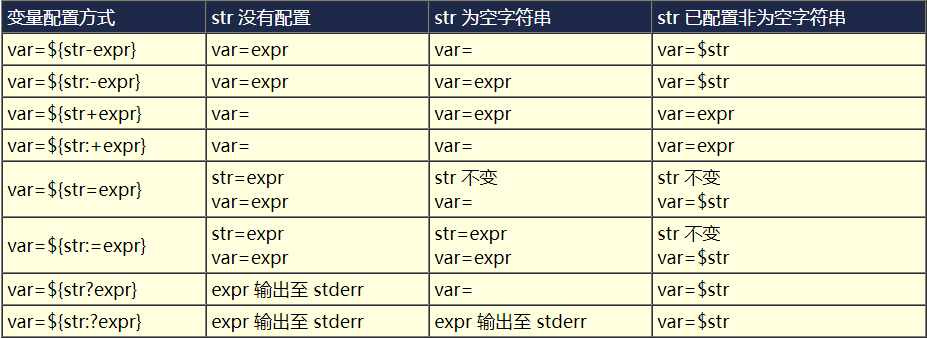 变量配置方式 str 没有配置 str 为空字符串 str 已配置非为空字符串
var=${str-expr} var=expr var= var=$str
var=${str:-expr} var=expr var=expr var=$str
var=${str+expr} var= var=expr var=expr
var=${str:+expr} var= var= var=expr
var=${str=expr} str=expr str 不变 str 不变
var=expr var= var=$str
var=${str:=expr} str=expr str=expr str 不变
var=expr var=expr var=$str
var=${str?expr} expr 输出至 stderr var= var=$str
var=${str:?expr} expr 输出至 stderr expr 输出至 stderr var=$str